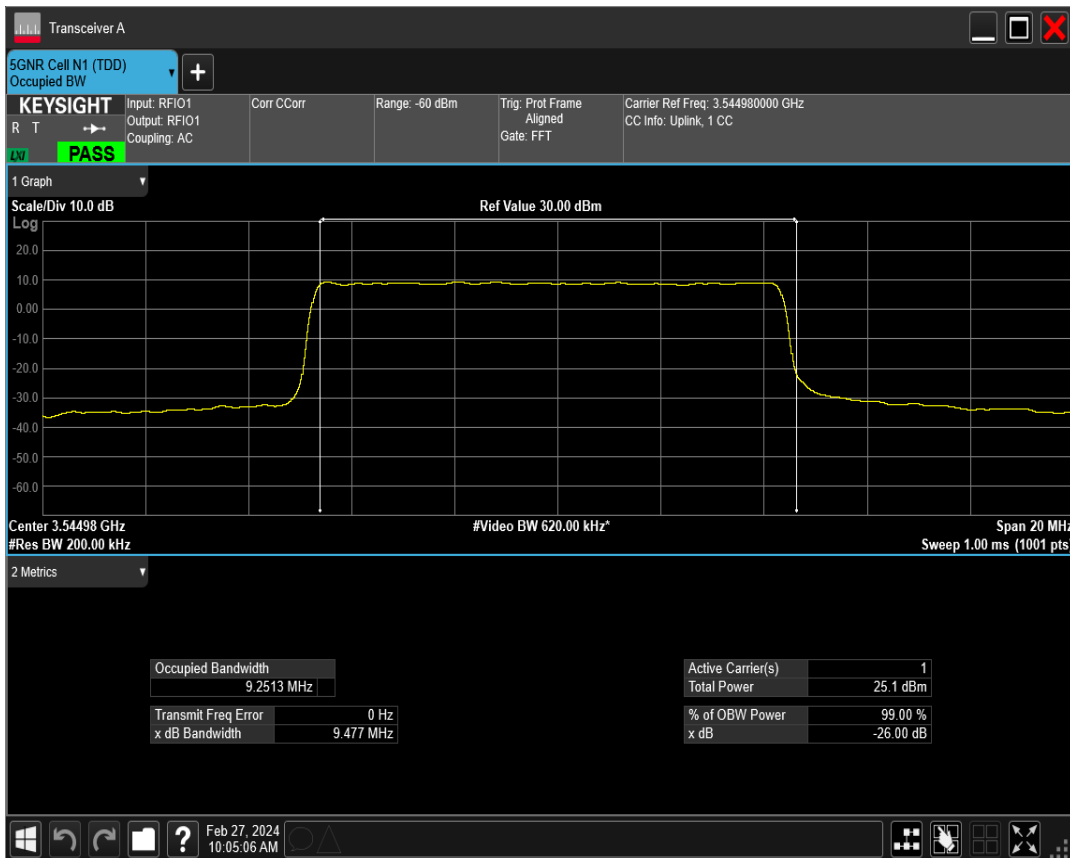 Transceiver A
5GNR Cell N1 (TDD)
Occupied BW
+
KEYSIGHT
R T
LXI
PASS
Input: RFIO1
Output: RFIO1
Coupling: AC
Corr CCorr
Range: -60 dBm
Trig: Prot Frame
Aligned
Gate: FFT
Carrier Ref Freq: 3.544980000 GHz
CC Info: Uplink, 1 CC
1 Graph
Scale/Div 10.0 dB
Ref Value 30.00 dBm
Log
20.0
10.0
0.00
-10.0
-20.0
-30.0
-40.0
-50.0
-60.0
Center 3.54498 GHz
#Video BW 620.00 kHz*
Span 20 MHz
#Res BW 200.00 kHz
Sweep 1.00 ms (1001 pts)
2 Metrics
Occupied Bandwidth
9.2513 MHz
Transmit Freq Error 0 Hz
x dB Bandwidth 9.477 MHz
Active Carrier(s) 1
Total Power 25.1 dBm
% of OBW Power 99.00 %
x dB -26.00 dB
?
Feb 27, 2024
10:05:06 AM